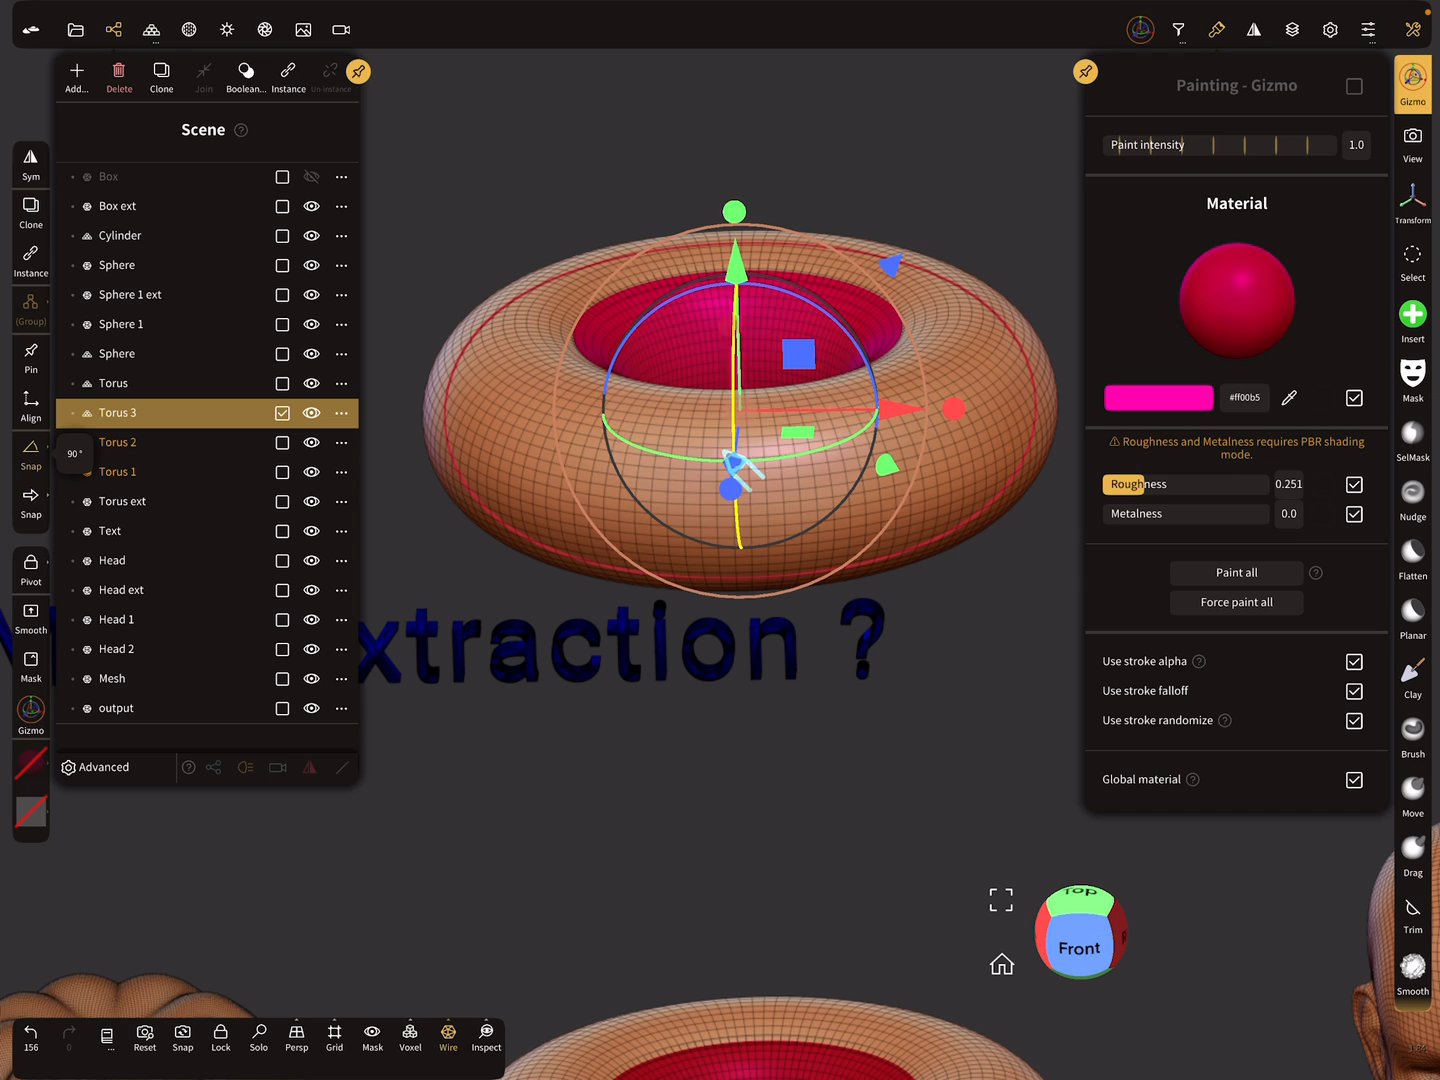 Add...
Delete
Clone
Join
Boolean...
Instance
Un-instance
Scene
?
Box
Box ext
Cylinder
Sphere
Sphere 1 ext
Sphere 1
Sphere
Torus
Torus 3
Torus 2
Torus 1
Torus ext
Text
Head
Head ext
Head 1
Head 2
Mesh
output
Advanced
?
Sym
Clone
Instance
(Group)
Pin
Align
Snap
90 °
Snap
Pivot
Smooth
Mask
Gizmo
xtraction ?
Painting - Gizmo
Paint intensity
1.0
Material
#ff00b5
Roughness and Metalness requires PBR shading
mode.
Roughness
0.251
Metalness
0.0
Paint all
?
Force paint all
Use stroke alpha ?
Use stroke falloff
Use stroke randomize ?
Global material ?
Gizmo
View
Transform
Select
Insert
Mask
SelMask
Nudge
Flatten
Planar
Clay
Brush
Move
Drag
Trim
Smooth
Top
Front
156
0
...
Reset
Snap
Lock
Solo
Persp
Grid
Mask
Voxel
Wire
Inspect